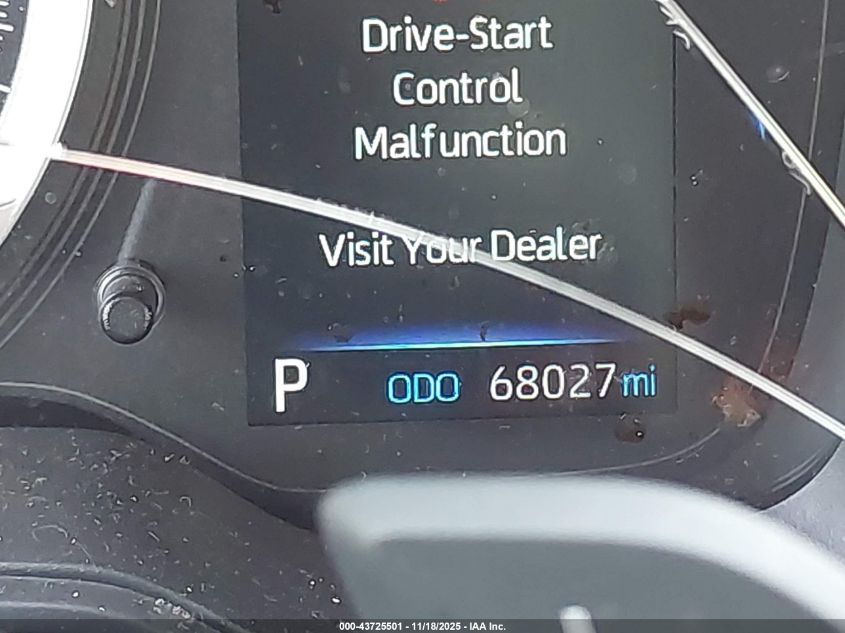 Drive-Start
Control
Malfunction
Visit Your Dealer
P ODO 68027 mi
000-43725501 - 11/18/2025 - IAA Inc.